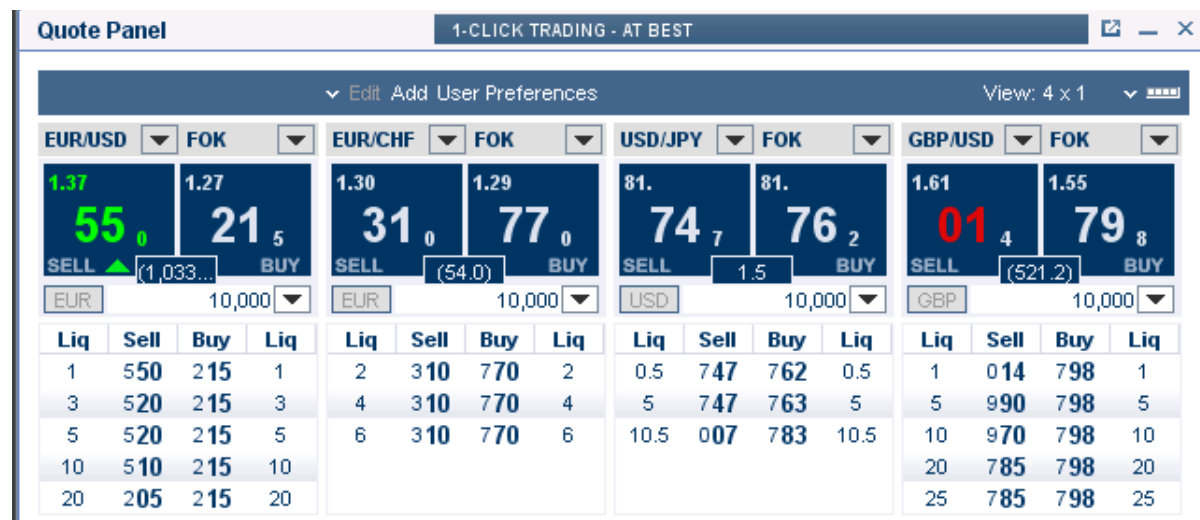 Quote Panel 1-CLICK TRADING - AT BEST
Edit Add User Preferences View: 4 x 1
EUR/USD FOK EUR/CHF FOK USD/JPY FOK GBP/USD FOK
1.37 1.27 1.30 1.29 81. 81. 1.61 1.55
55 0 21 5 31 0 77 0 74 7 76 2 01 4 79 8
SELL (1,033... BUY SELL (54.0) BUY SELL 1.5 BUY SELL (521.2) BUY
EUR 10,000 EUR 10,000 USD 10,000 GBP 10,000
Liq Sell Buy Liq Liq Sell Buy Liq Liq Sell Buy Liq Liq Sell Buy Liq
1 550 215 1 2 310 770 2 0.5 747 762 0.5 1 014 798 1
3 520 215 3 4 310 770 4 5 747 763 5 5 990 798 5
5 520 215 5 6 310 770 6 10.5 007 783 10.5 10 970 798 10
10 510 215 10 20 785 798 20
20 205 215 20 25 785 798 25